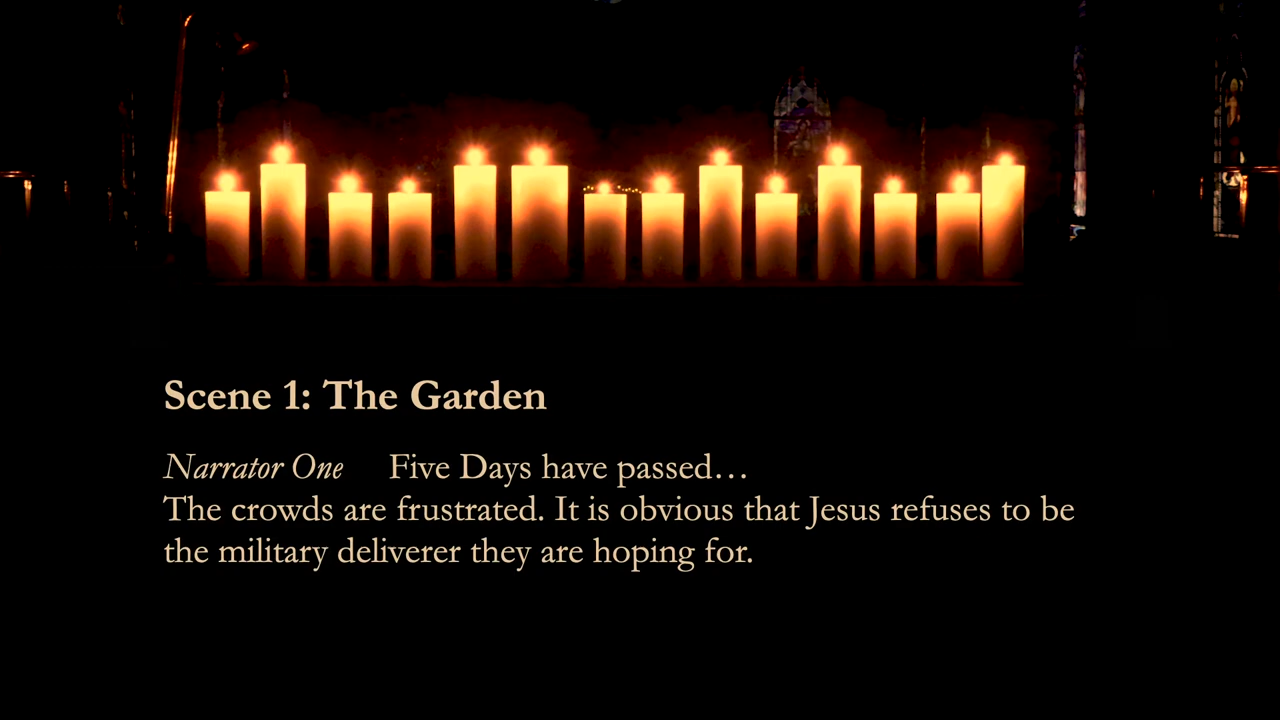 Scene 1: The Garden
Narrator One Five Days have passed…
The crowds are frustrated. It is obvious that Jesus refuses to be
the military deliverer they are hoping for.